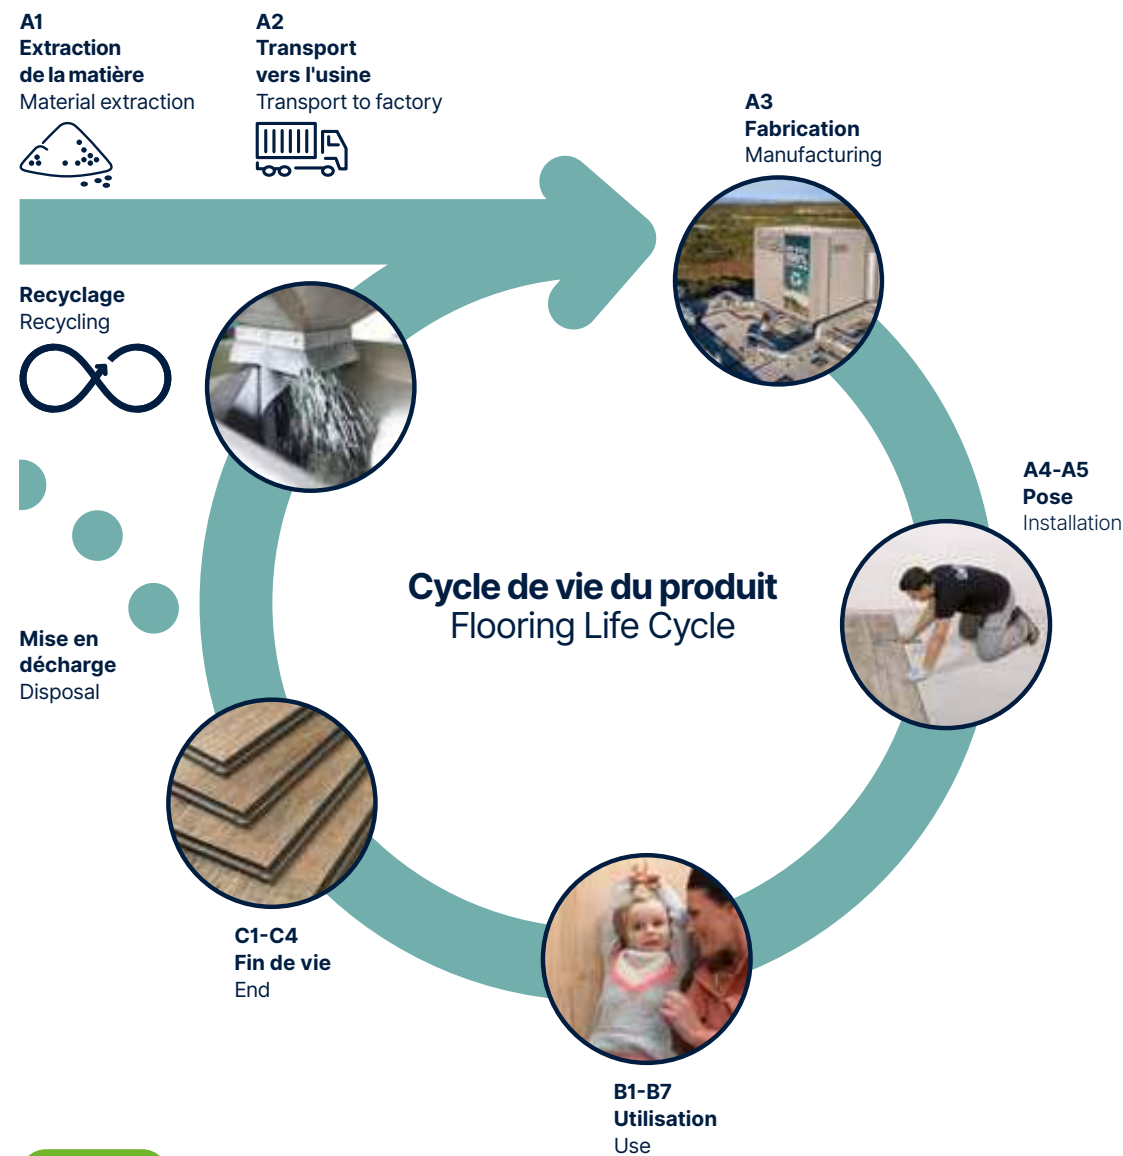 A1
Extraction
de la matière
Material extraction
A2
Transport
vers l'usine
Transport to factory
A3
Fabrication
Manufacturing
Recyclage
Recycling
A4-A5
Pose
Installation
Cycle de vie du produit
Flooring Life Cycle
Mise en
décharge
Disposal
C1-C4
Fin de vie
End
B1-B7
Utilisation
Use